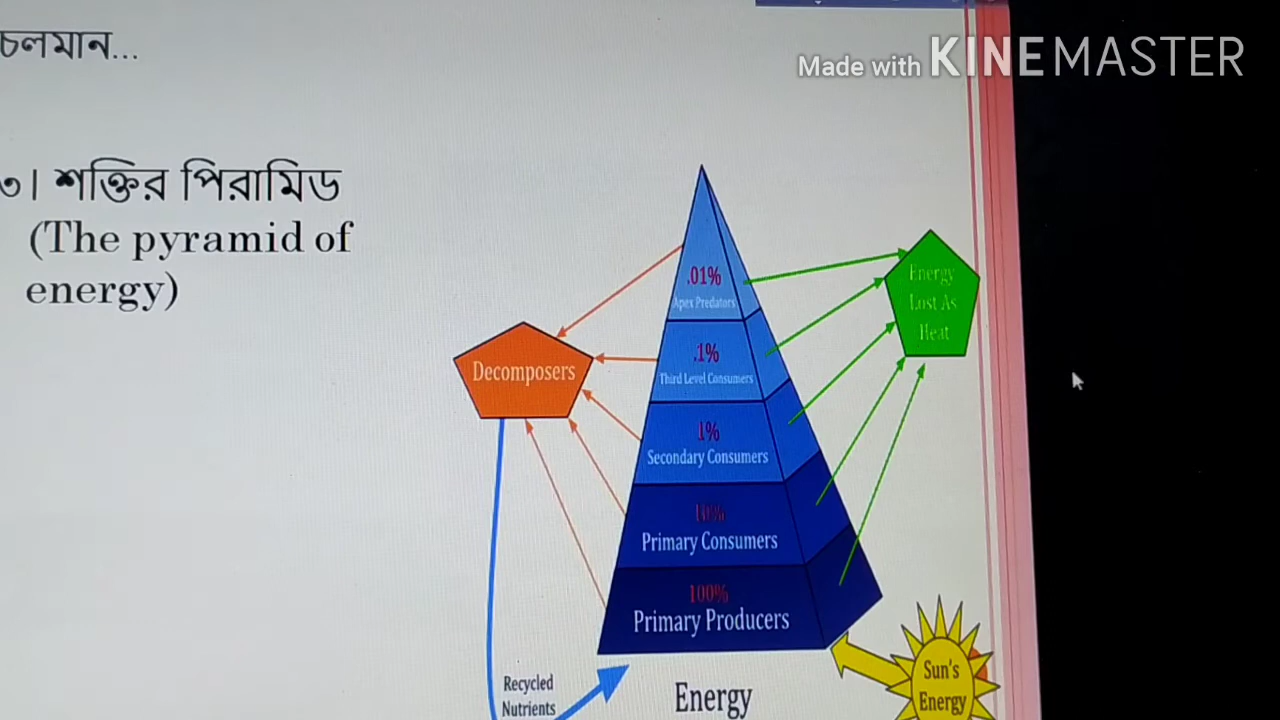 চলমান...
Made with KINEMASTER
৩। শক্তির পিরামিড
(The pyramid of
energy)
.01%
Apex Predators
Energy
Lost As
Heat
.1%
Third Level Consumers
Decomposers
1%
Secondary Consumers
10%
Primary Consumers
100%
Primary Producers
Sun's
Energy
Recycled
Nutrients
Energy